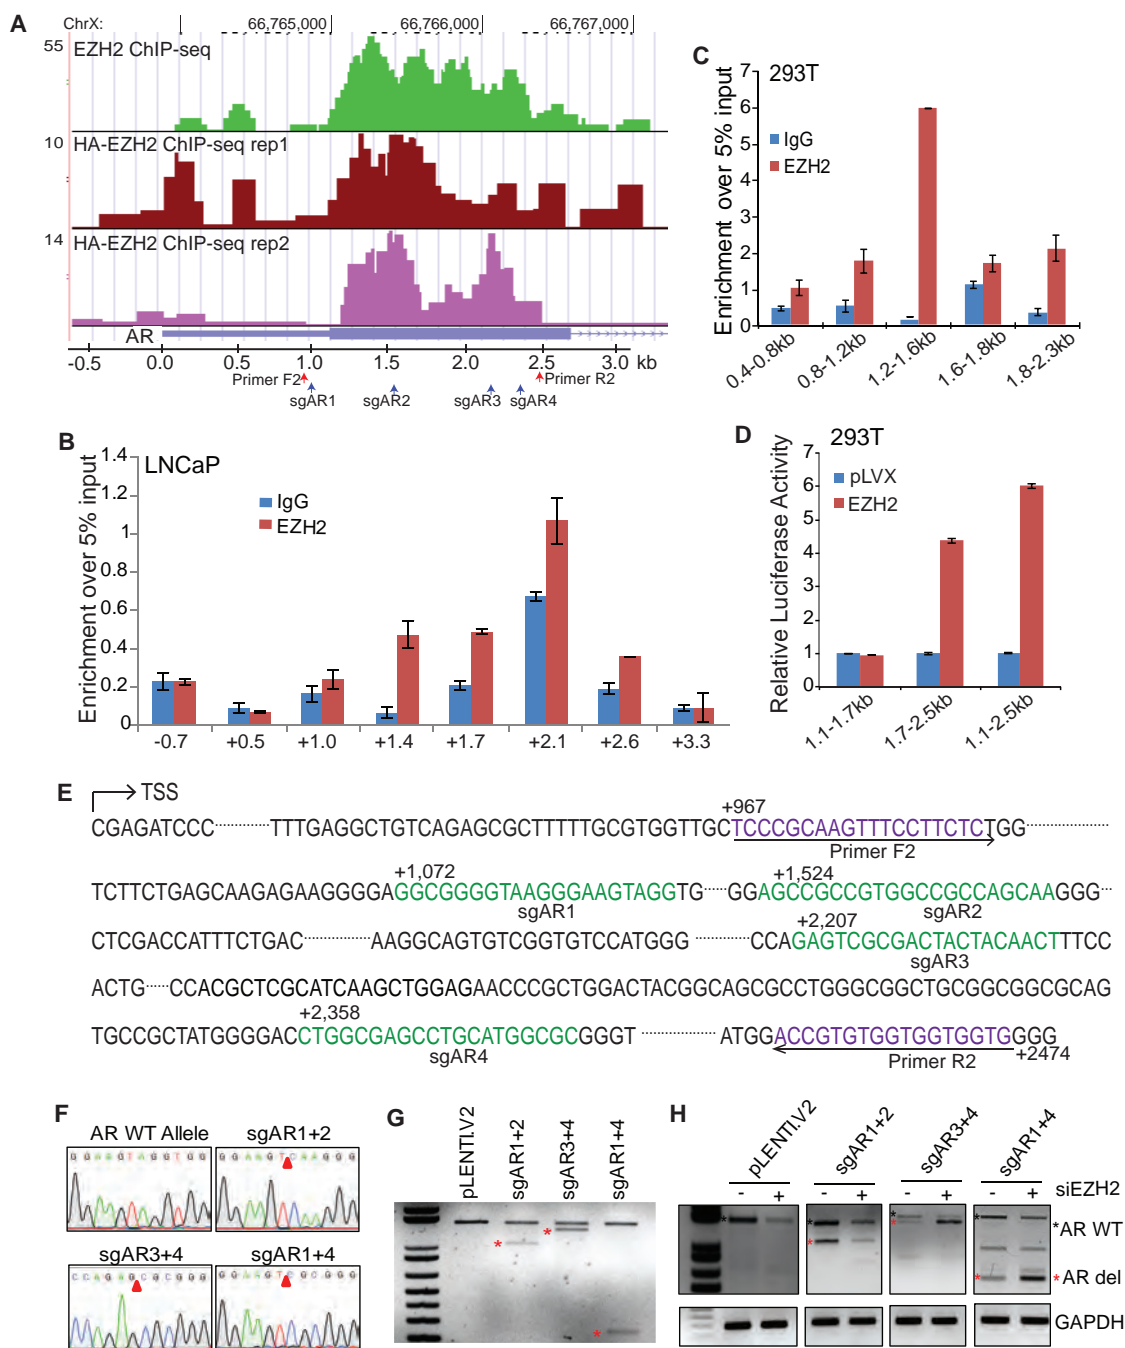 A
ChrX:
66,765,000
66,766,000
66,767,000
55
EZH2 ChIP-seq
10
HA-EZH2 ChIP-seq rep1
14
HA-EZH2 ChIP-seq rep2
AR
-0.5 0.0 0.5 1.0 1.5 2.0 2.5 3.0 kb
Primer F2
Primer R2
sgAR1 sgAR2 sgAR3 sgAR4
B
LNCaP
Enrichment over 5% input
1.4
1.2
1
0.8
0.6
0.4
0.2
0
IgG
EZH2
-0.7 +0.5 +1.0 +1.4 +1.7 +2.1 +2.6 +3.3
C
293T
Enrichment over 5% input
7
6
5
4
3
2
1
0
IgG
EZH2
0.4-0.8kb
0.8-1.2kb
1.2-1.6kb
1.6-1.8kb
1.8-2.3kb
D
293T
Relative Luciferase Activity
7
6
5
4
3
2
1
0
pLVX
EZH2
1.1-1.7kb
1.7-2.5kb
1.1-2.5kb
E
TSS
+967
CGAGATCCC TTTGAGGCTGTCAGAGCGCTTTTTGCGTGGTTGCTCCCGCAAGTTTCCTTCTCTGG
Primer F2
+1,072 +1,524
TCTTCTGAGCAAGAGAAGGGGAGGCGGGGTAAGGGAAGTAGGTG GGAGCCGCCGTGGCCGCCAGCAAGGG
sgAR1 sgAR2
+2,207
CTCGACCATTTCTGAC AAGGCAGTGTCGGTGTCCATGGG CCAGAGTCGCGACTACTACAACTTTCC
sgAR3
ACTG CCACGCTCGCATCAAGCTGGAGAACCCGCTGGACTACGGCAGCGCCTGGGCGGCTGCGGCGGCGCAG
+2,358
TGCCGCTATGGGGACCTGGCGAGCCTGCATGGCGCGGGT ATGGACCGTGTGGTGGTGGTGGGG
sgAR4
Primer R2
+2474
F
AR WT Allele
GGAAGTAGGTGG
sgAR1+2
GGAAGTCAAGGG
sgAR3+4
CCAGAGCGCGGG
sgAR1+4
GGAAGTCGCGGG
G
pLENTI.V2
sgAR1+2
sgAR3+4
sgAR1+4
*
*
*
H
pLENTI.V2
sgAR1+2
sgAR3+4
sgAR1+4
- + - + - + - + siEZH2
*AR WT
* AR del
GAPDH